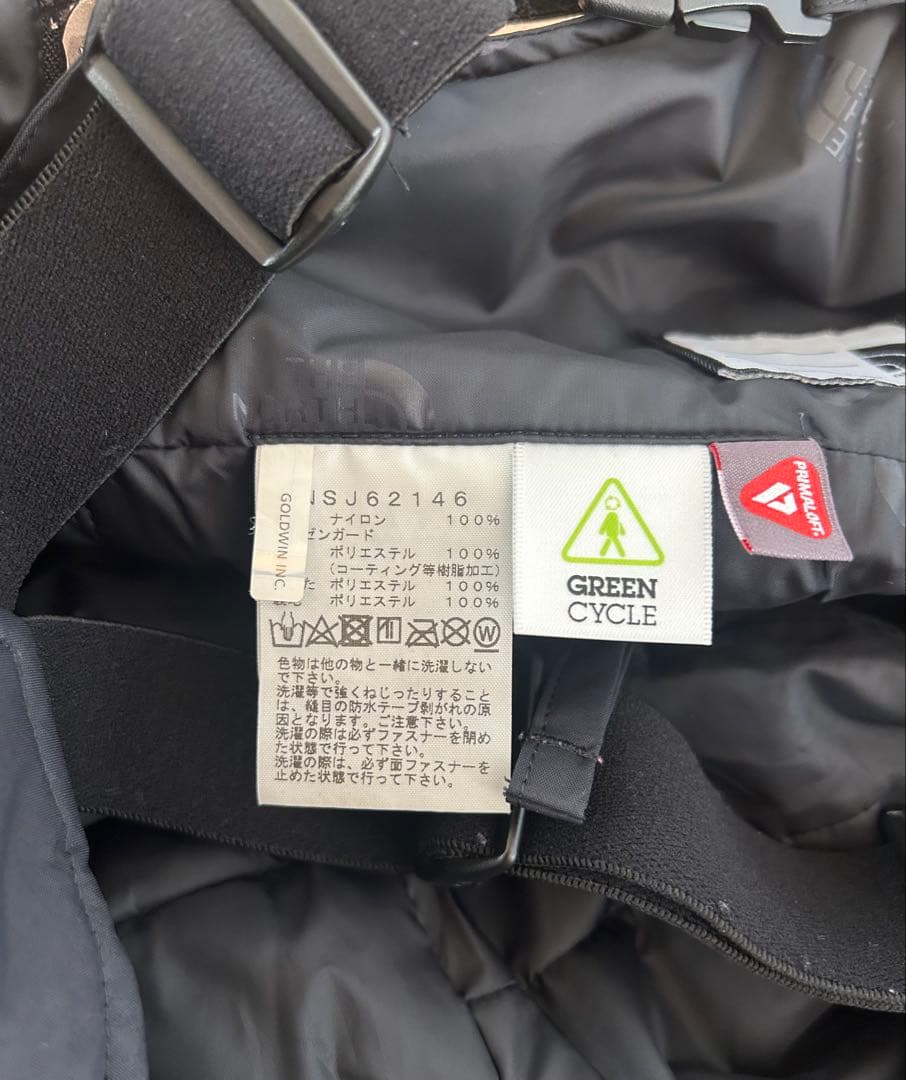 THE
NORTH
NSJ62146
GOLDWIN INC.
ナイロン 100%
ゼンガード
ポリエステル 100%
(コーティング等樹脂加工)
た ポリエステル 100%
ポリエステル 100%
W
色物は他の物と一緒に洗濯しない
で下さい。
洗濯等で強くねじったりすること
は、縫目の防水テープ剥がれの原
因となります。ご注意下さい。
洗濯の際は必ずファスナーを閉め
た状態で行って下さい。
洗濯の際は、必ず面ファスナーを
止めた状態で行って下さい。
GREEN
CYCLE
PRIMALOFT